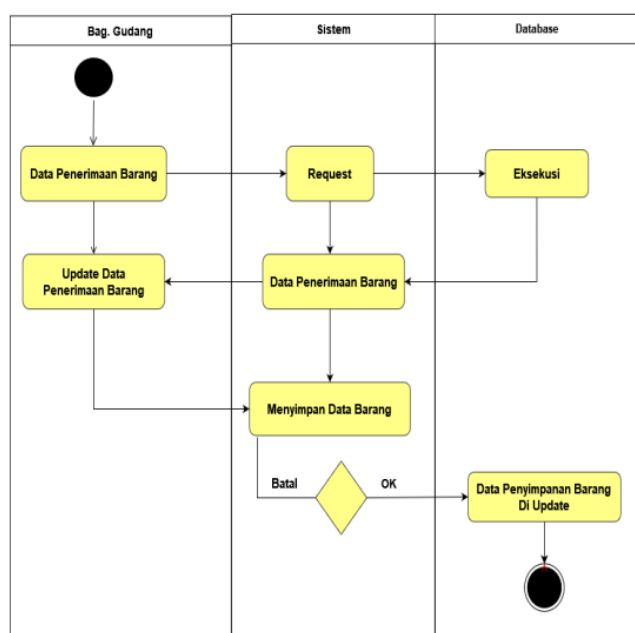 Bag. Gudang
Sistem
Database
Data Penerimaan Barang
Request
Eksekusi
Update Data
Penerimaan Barang
Data Penerimaan Barang
Menyimpan Data Barang
Batal
OK
Data Penyimpanan Barang
Di Update